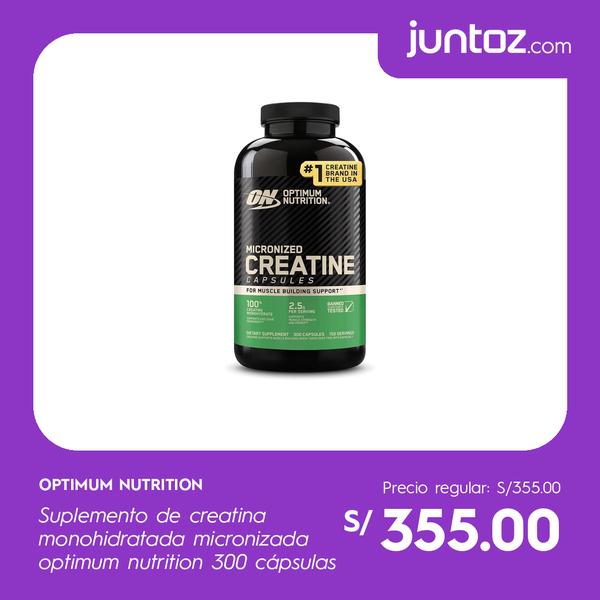 juntoz.com
#1 CREATINE
BRAND IN
THE USA
ON OPTIMUM
NUTRITION
MICRONIZED
CREATINE
CAPSULES
FOR MUSCLE BUILDING SUPPORT
100%
CREATINE
MONOHYDRATE
2.5g
PER SERVING
BANNED
TESTED
DIETARY SUPPLEMENT 300 CAPSULES 150 SERVINGS
OPTIMUM NUTRITION
Suplemento de creatina
monohidratada micronizada
optimum nutrition 300 cápsulas
Precio regular: S/355.00
S/ 355.00